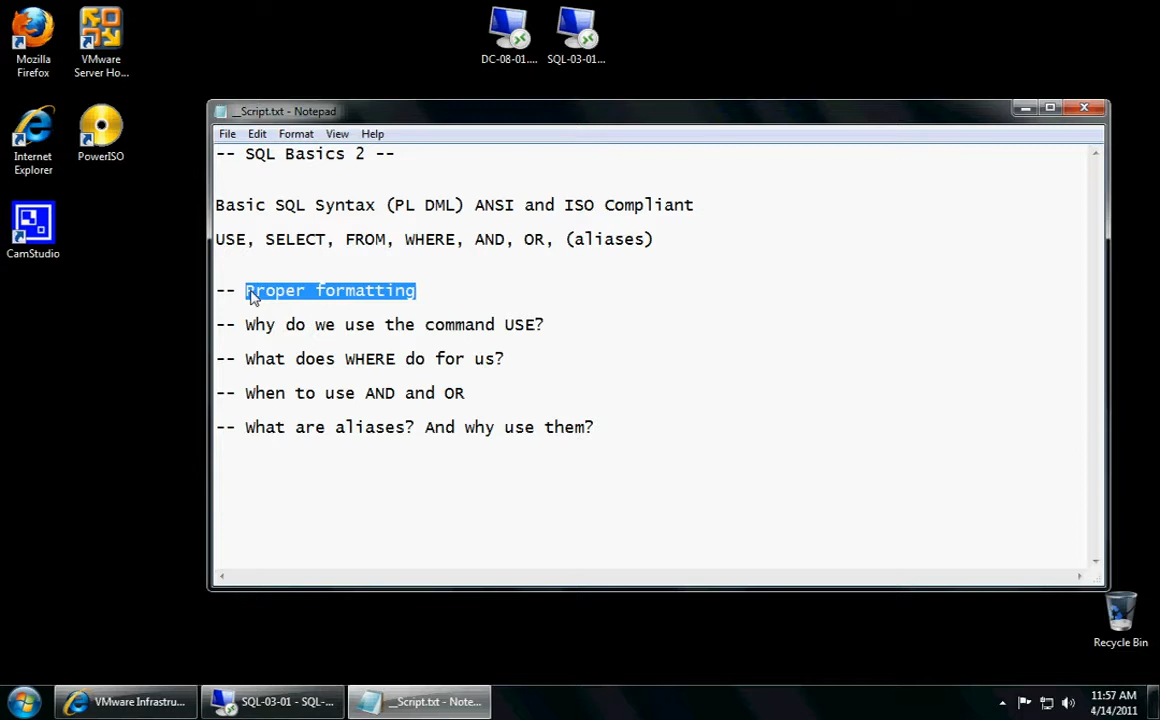 Mozilla
Firefox
VMware
Server Ho...
DC-08-01....
SQL-03-01...
Internet
Explorer
PowerISO
CamStudio
__Script.txt - Notepad
File Edit Format View Help
-- SQL Basics 2 --
Basic SQL Syntax (PL DML) ANSI and ISO Compliant
USE, SELECT, FROM, WHERE, AND, OR, (aliases)
-- Proper formatting
-- Why do we use the command USE?
-- What does WHERE do for us?
-- When to use AND and OR
-- What are aliases? And why use them?
Recycle Bin
VMware Infrastru...
SQL-03-01 - SQL-...
__Script.txt - Note...
11:57 AM
4/14/2011